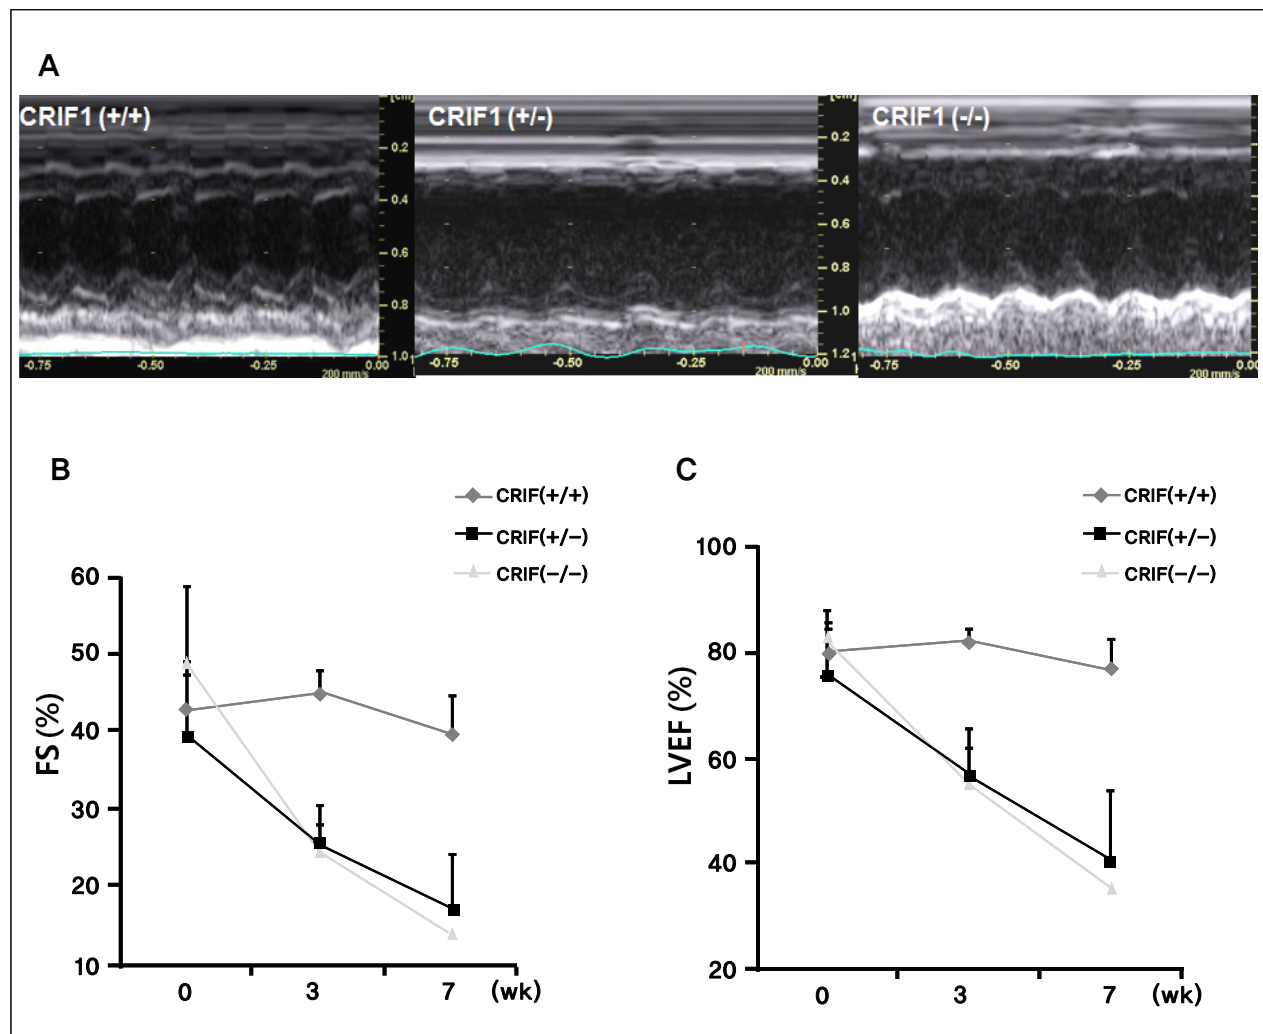 A
CRIF1 (+/+)
0.2
0.4
0.6
0.8
1.0
-0.75
-0.50
-0.25
0.00
200 mm/s
CRIF1 (+/-)
0.2
0.4
0.6
0.8
1.0
1.2
-0.75
-0.50
-0.25
0.00
200 mm/s
CRIF1 (-/-)
-0.75
-0.50
-0.25
0.00
200 mm/s
B
CRIF(+/+)
CRIF(+/−)
CRIF(−/−)
FS (%)
60
50
40
30
20
10
0
3
7
(wk)
C
CRIF(+/+)
CRIF(+/−)
CRIF(−/−)
LVEF (%)
100
80
60
40
20
0
3
7
(wk)